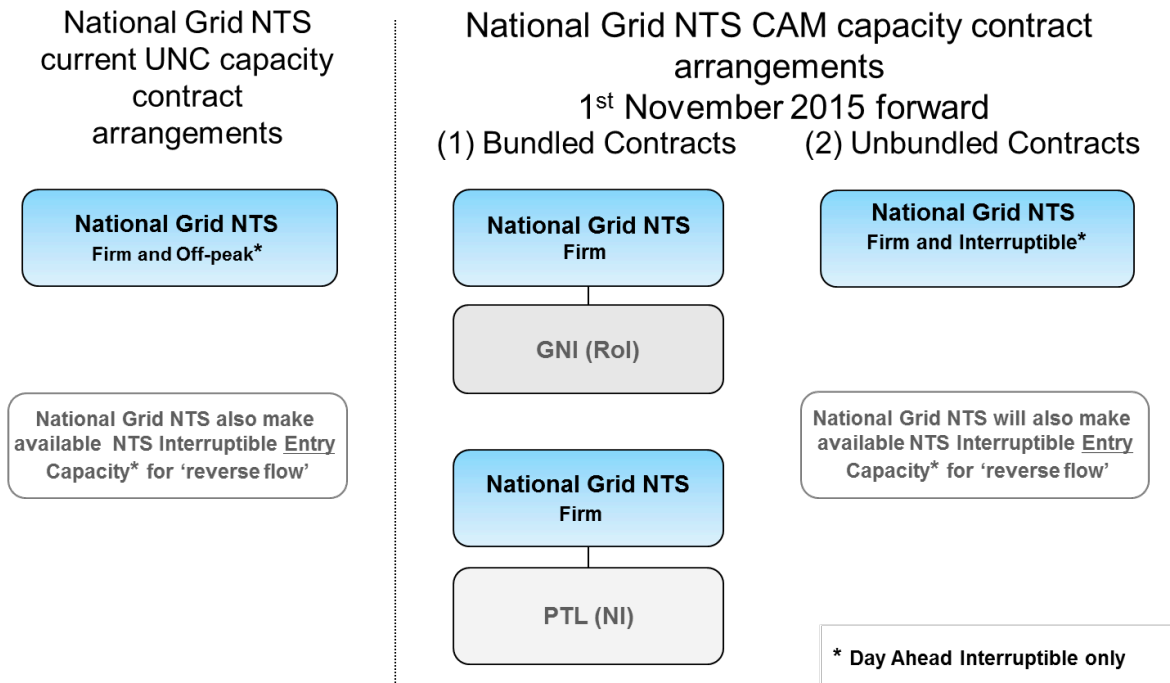 National Grid NTS
current UNC capacity
contract
arrangements
National Grid NTS
Firm and Off-peak*
National Grid NTS also make
available NTS Interruptible Entry
Capacity* for ‘reverse flow’
National Grid NTS CAM capacity contract
arrangements
1st November 2015 forward
(1) Bundled Contracts
National Grid NTS
Firm
GNI (RoI)
National Grid NTS
Firm
PTL (NI)
(2) Unbundled Contracts
National Grid NTS
Firm and Interruptible*
National Grid NTS will also make
available NTS Interruptible Entry
Capacity* for ‘reverse flow’
* Day Ahead Interruptible only